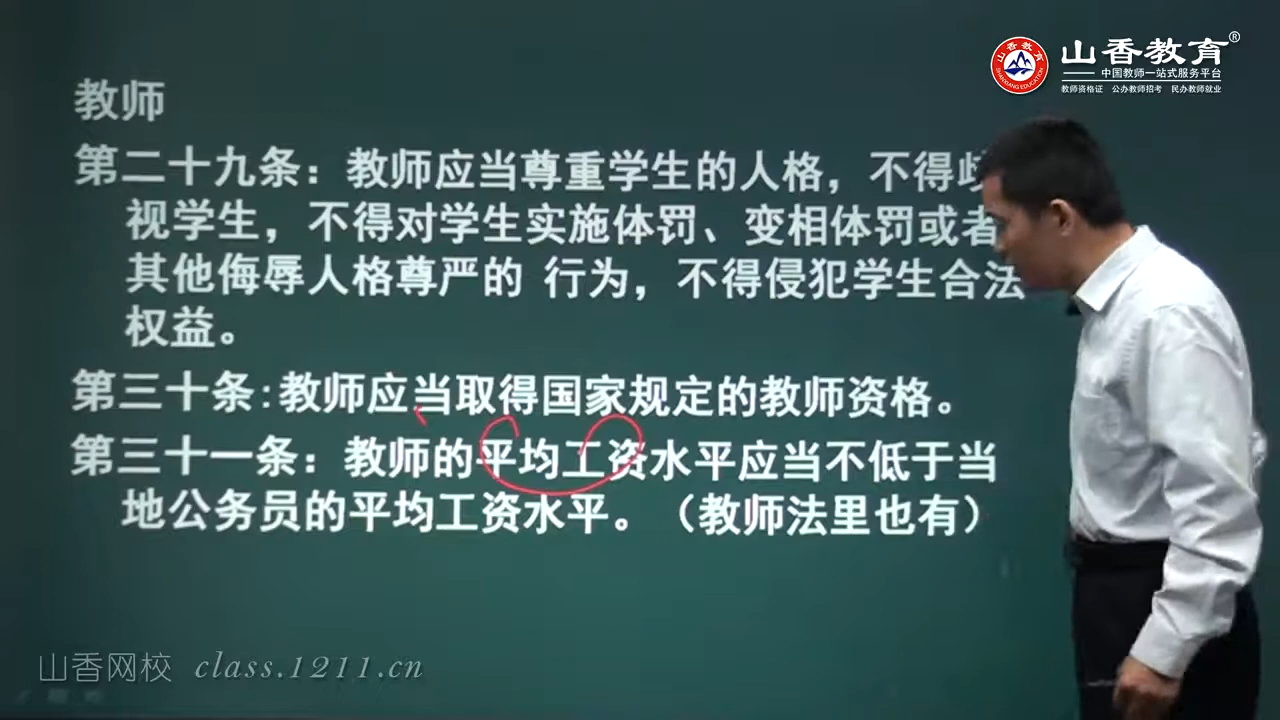 山香教育®
中国教师一站式服务平台
教师资格证 公办教师招考 民办教师就业
山香教育
SHANXIANG EDUCATION
教师
第二十九条：教师应当尊重学生的人格，不得歧
视学生，不得对学生实施体罚、变相体罚或者
其他侮辱人格尊严的 行为，不得侵犯学生合法
权益。
第三十条:教师应当取得国家规定的教师资格。
第三十一条：教师的平均工资水平应当不低于当
地公务员的平均工资水平。（教师法里也有）
山香网校 class.1211.cn